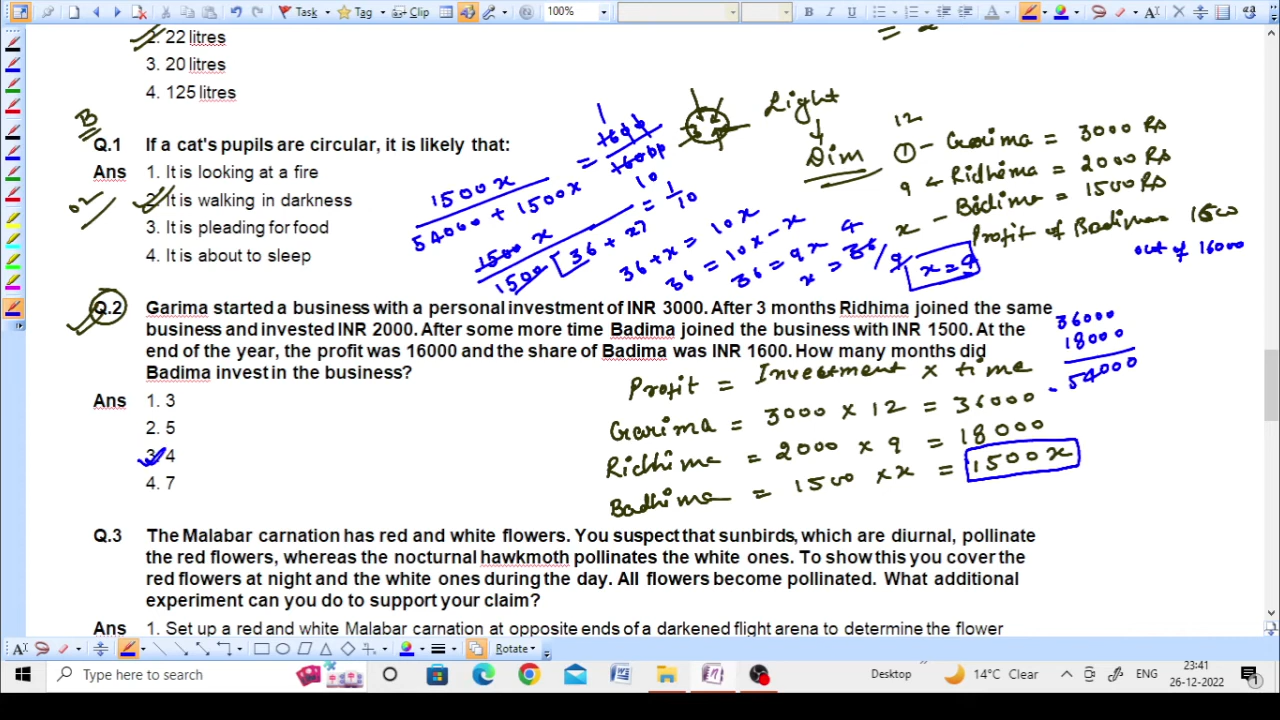 Task Tag Clip 100% B I U
2. 22 litres
3. 20 litres
4. 125 litres
B
Q.1 If a cat's pupils are circular, it is likely that:
Ans 1. It is looking at a fire
2. It is walking in darkness
3. It is pleading for food
4. It is about to sleep
Light
Dim
12
① - Garima = 3000 Rs
9 ← Ridhima = 2000 Rs
x - Badima = 1500 Rs
Profit of Badima = 1500
out of 16000
1500x / 54000 + 1500x = 1600 / 16000
1
10
1500 x / 1500 [36 + x] = 1/10
36 + x = 10x
36 = 10x - x
36 = 9x
x = 36/9
4
x = 4
Q.2 Garima started a business with a personal investment of INR 3000. After 3 months Ridhima joined the same
business and invested INR 2000. After some more time Badima joined the business with INR 1500. At the
end of the year, the profit was 16000 and the share of Badima was INR 1600. How many months did
Badima invest in the business?
36000
18000
54000
Ans 1. 3
2. 5
3. 4
4. 7
Profit = Investment × time
Garima = 3000 × 12 = 36000
Ridhima = 2000 × 9 = 18000
Badhima = 1500 × x = 1500x
Q.3 The Malabar carnation has red and white flowers. You suspect that sunbirds, which are diurnal, pollinate
the red flowers, whereas the nocturnal hawkmoth pollinates the white ones. To show this you cover the
red flowers at night and the white ones during the day. All flowers become pollinated. What additional
experiment can you do to support your claim?
Ans 1. Set up a red and white Malabar carnation at opposite ends of a darkened flight arena to determine the flower
Rotate
Type here to search
Desktop
14°C Clear
ENG
23:41
26-12-2022